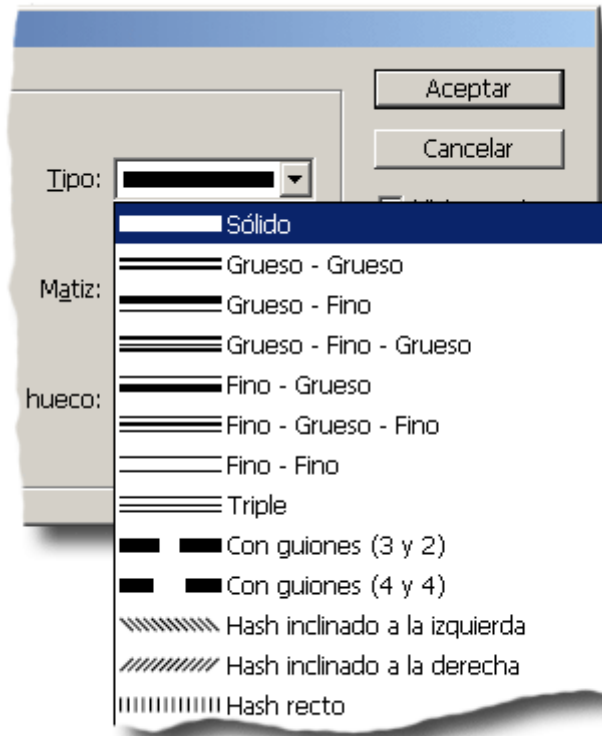 Aceptar
Cancelar
Tipo:
Sólido
Grueso - Grueso
Matiz:
Grueso - Fino
Grueso - Fino - Grueso
hueco:
Fino - Grueso
Fino - Grueso - Fino
Fino - Fino
Triple
Con guiones (3 y 2)
Con guiones (4 y 4)
Hash inclinado a la izquierda
Hash inclinado a la derecha
Hash recto